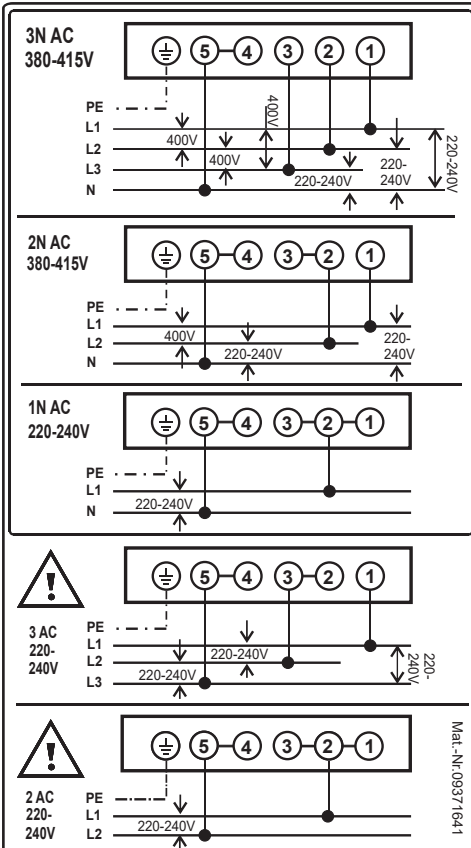 3N AC
380-415V
5 4 3 2 1
PE
L1
400V
400V
220-240V
L2
400V
220-
240V
L3
220-240V
N
2N AC
380-415V
5 4 3 2 1
PE
L1
400V
220-
240V
L2
220-240V
N
1N AC
220-240V
5 4 3 2 1
PE
L1
220-240V
N
!
5 4 3 2 1
3 AC
220-
240V
PE
L1
220-240V
220-
240V
L2
220-240V
L3
!
5 4 3 2 1
2 AC
220-
240V
PE
L1
220-240V
L2
Mat.-Nr.09371641